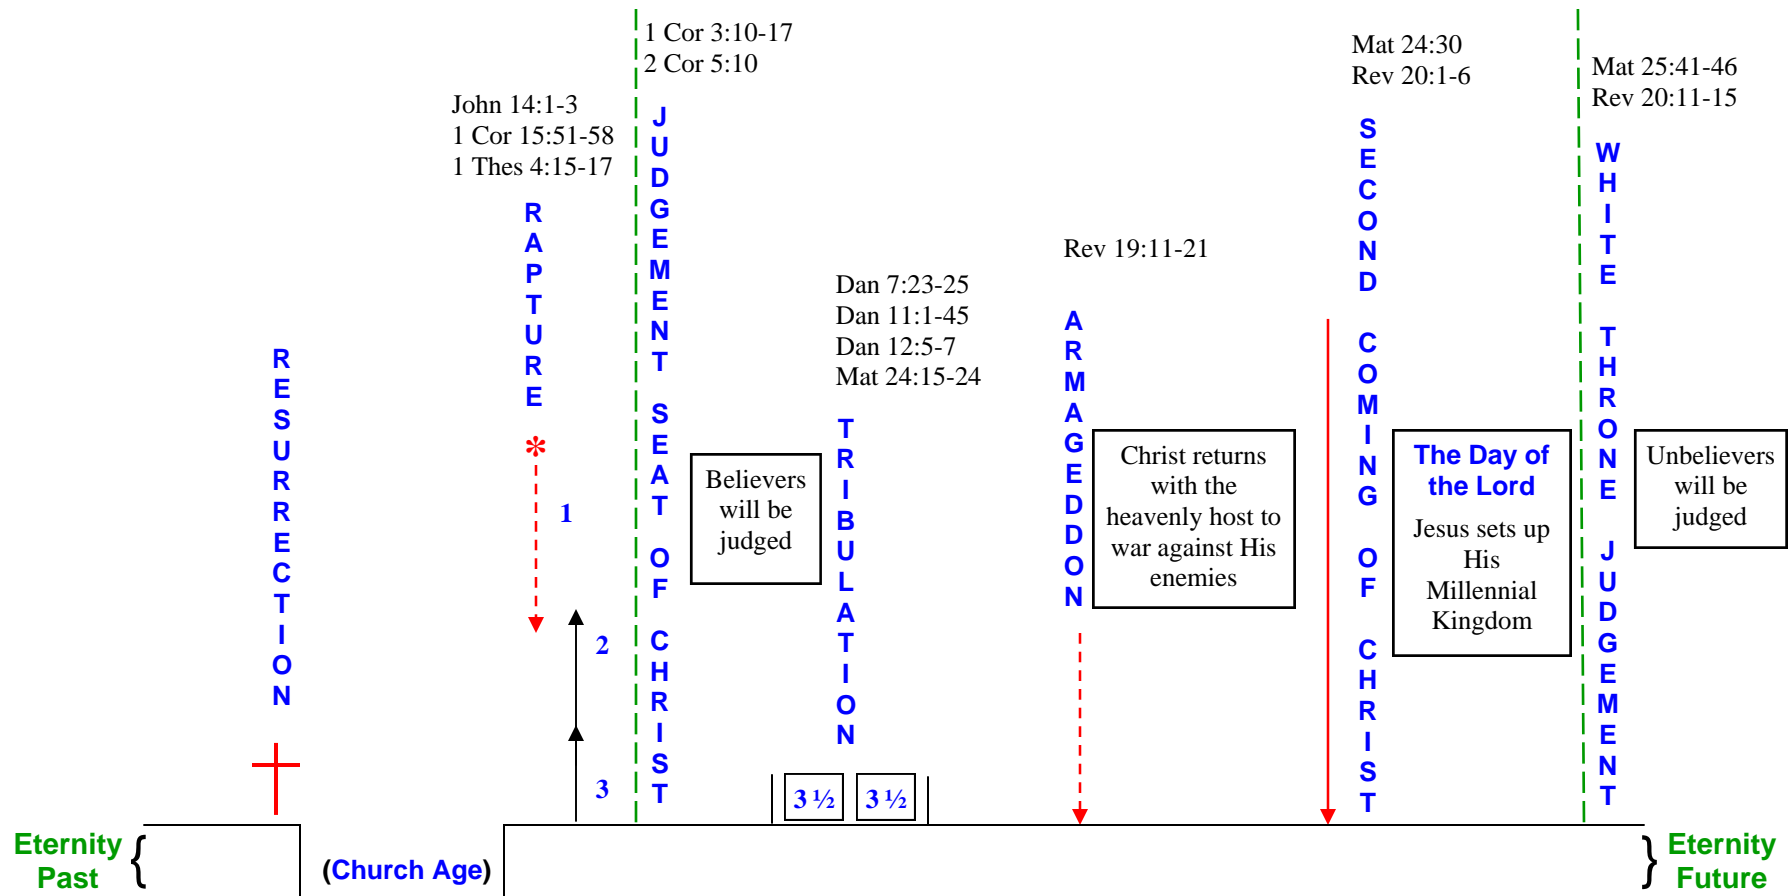 1 Cor 3:10-17
2 Cor 5:10
Mat 24:30
Rev 20:1-6
Mat 25:41-46
Rev 20:11-15
John 14:1-3
1 Cor 15:51-58
1 Thes 4:15-17
Rev 19:11-21
Dan 7:23-25
Dan 11:1-45
Dan 12:5-7
Mat 24:15-24
RESURRECTION
RAPTURE
*
1
2
3
JUDGEMENT SEAT OF CHRIST
Believers
will be
judged
TRIBULATION
3 ½
3 ½
ARMAGEDDON
Christ returns
with the
heavenly host to
war against His
enemies
SECOND COMING OF CHRIST
The Day of
the Lord
Jesus sets up
His
Millennial
Kingdom
WHITE THRONE JUDGEMENT
Unbelievers
will be
judged
Eternity
Past {
(Church Age)
} Eternity
Future